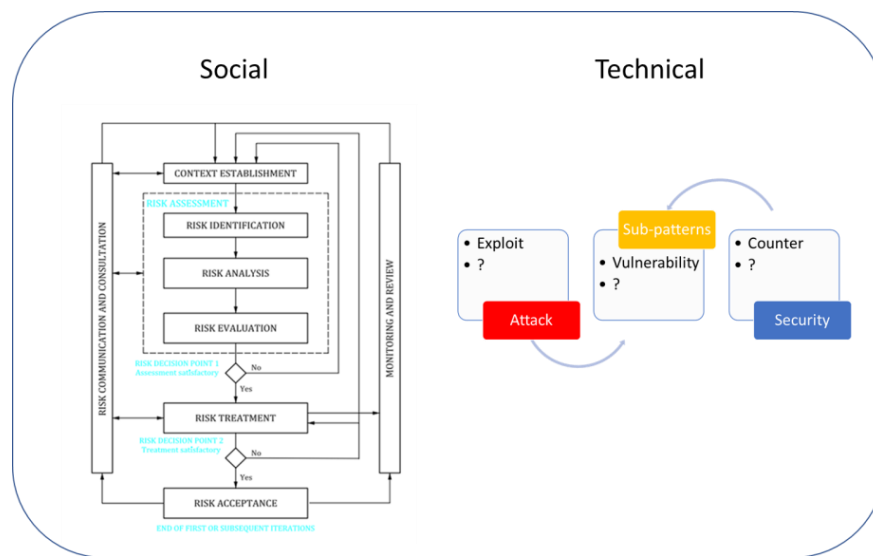 Social
Technical
CONTEXT ESTABLISHMENT
RISK ASSESSMENT
RISK IDENTIFICATION
RISK ANALYSIS
RISK EVALUATION
RISK COMMUNICATION AND CONSULTATION
MONITORING AND REVIEW
RISK DECISION POINT 1
Assessment satisfactory
No
Yes
RISK TREATMENT
RISK DECISION POINT 2
Treatment satisfactory
No
Yes
RISK ACCEPTANCE
END OF FIRST OR SUBSEQUENT ITERATIONS
• Exploit
• ?
Attack
Sub-patterns
• Vulnerability
• ?
• Counter
• ?
Security